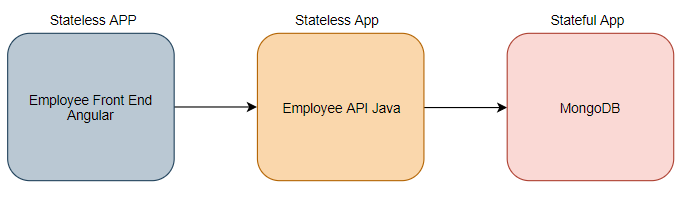 Stateless APP
Stateless App
Stateful App
Employee Front End
Angular
Employee API Java
MongoDB